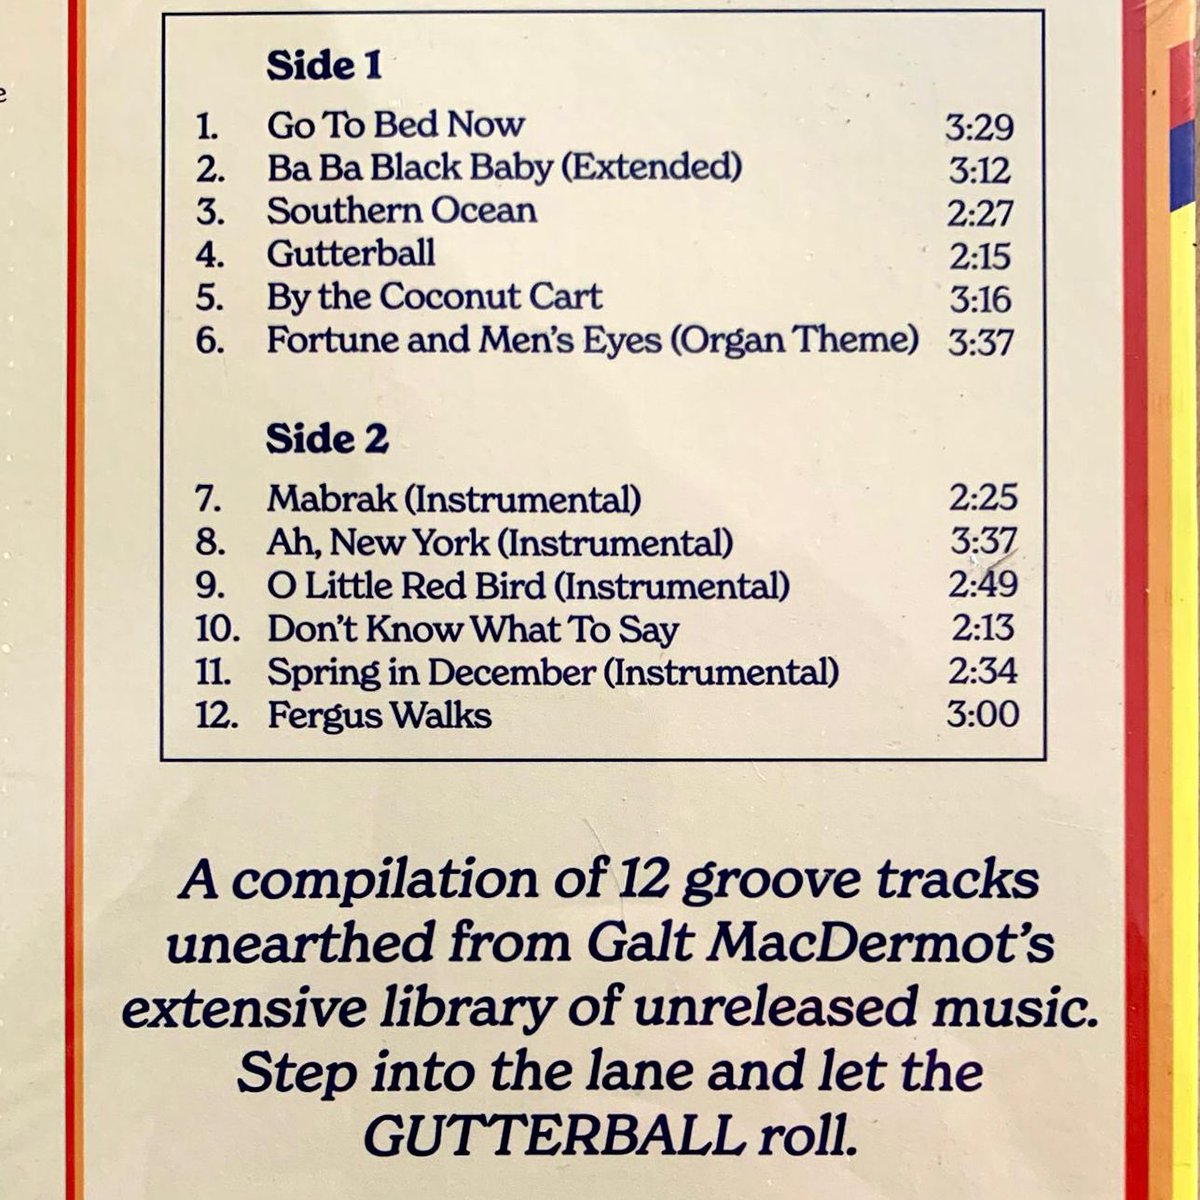 e
Side 1
1. Go To Bed Now 3:29
2. Ba Ba Black Baby (Extended) 3:12
3. Southern Ocean 2:27
4. Gutterball 2:15
5. By the Coconut Cart 3:16
6. Fortune and Men's Eyes (Organ Theme) 3:37
Side 2
7. Mabrak (Instrumental) 2:25
8. Ah, New York (Instrumental) 3:37
9. O Little Red Bird (Instrumental) 2:49
10. Don't Know What To Say 2:13
11. Spring in December (Instrumental) 2:34
12. Fergus Walks 3:00
A compilation of 12 groove tracks
unearthed from Galt MacDermot's
extensive library of unreleased music.
Step into the lane and let the
GUTTERBALL roll.